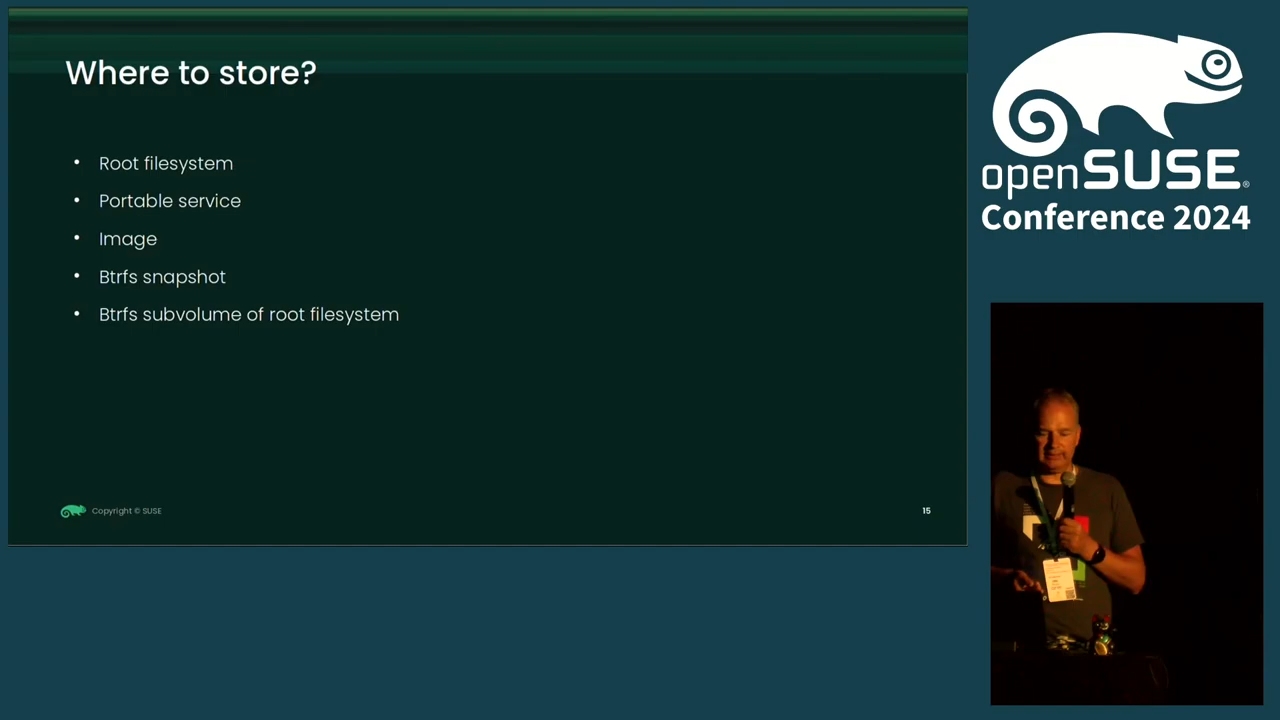 Where to store?
• Root filesystem
• Portable service
• Image
• Btrfs snapshot
• Btrfs subvolume of root filesystem
Copyright © SUSE
15
openSUSE®
Conference 2024